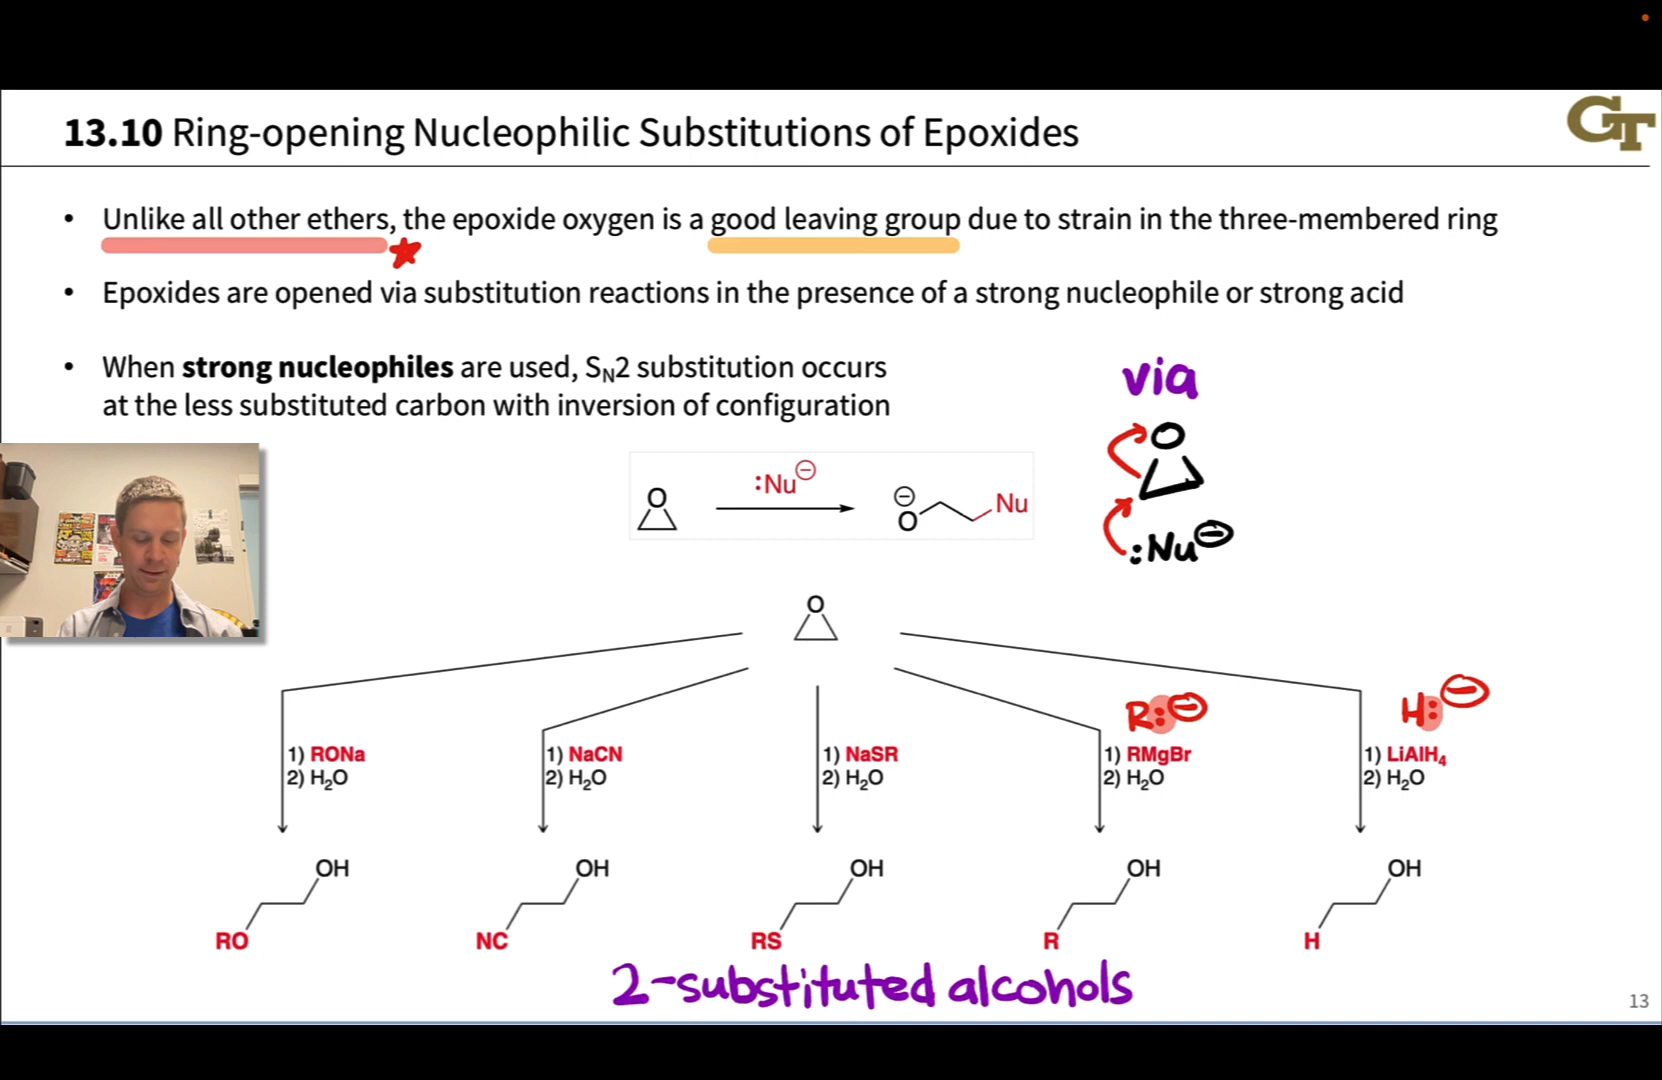 13.10 Ring-opening Nucleophilic Substitutions of Epoxides
GT
• Unlike all other ethers, the epoxide oxygen is a good leaving group due to strain in the three-membered ring
• Epoxides are opened via substitution reactions in the presence of a strong nucleophile or strong acid
• When strong nucleophiles are used, SN2 substitution occurs
at the less substituted carbon with inversion of configuration
via
O
:Nu⊖
O
⊖
O
Nu
:Nu⊖
O
R:⊖
H:⊖
1) RONa
2) H₂O
1) NaCN
2) H₂O
1) NaSR
2) H₂O
1) RMgBr
2) H₂O
1) LiAlH₄
2) H₂O
OH
RO
OH
NC
OH
RS
OH
R
OH
H
2-substituted alcohols
13